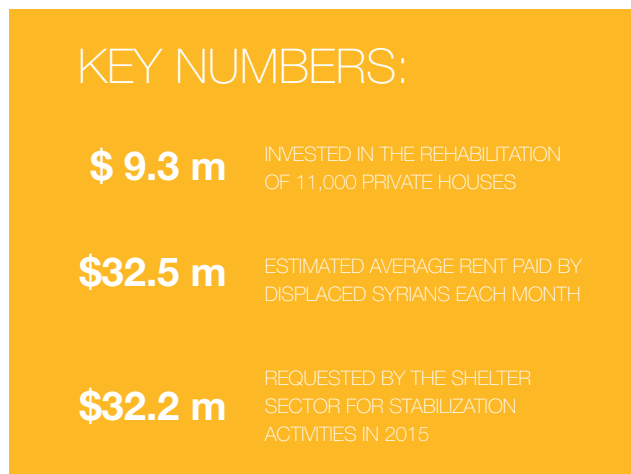 KEY NUMBERS:
$ 9.3 m
INVESTED IN THE REHABILITATION
OF 11,000 PRIVATE HOUSES
$32.5 m
ESTIMATED AVERAGE RENT PAID BY
DISPLACED SYRIANS EACH MONTH
$32.2 m
REQUESTED BY THE SHELTER
SECTOR FOR STABILIZATION
ACTIVITIES IN 2015